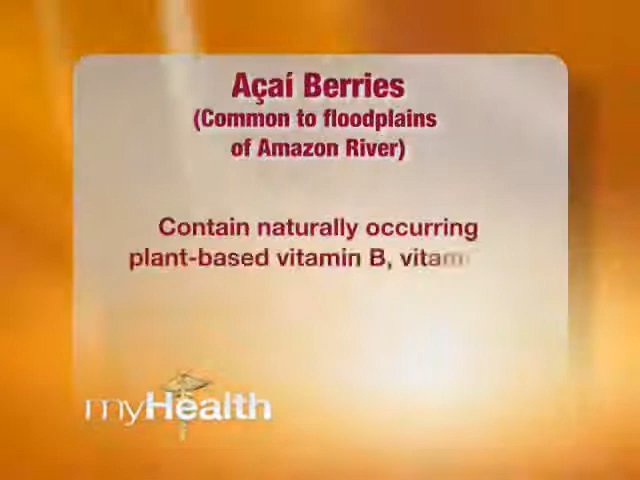 Açaí Berries
(Common to floodplains
of Amazon River)
Contain naturally occurring
plant-based vitamin B,
myHealth